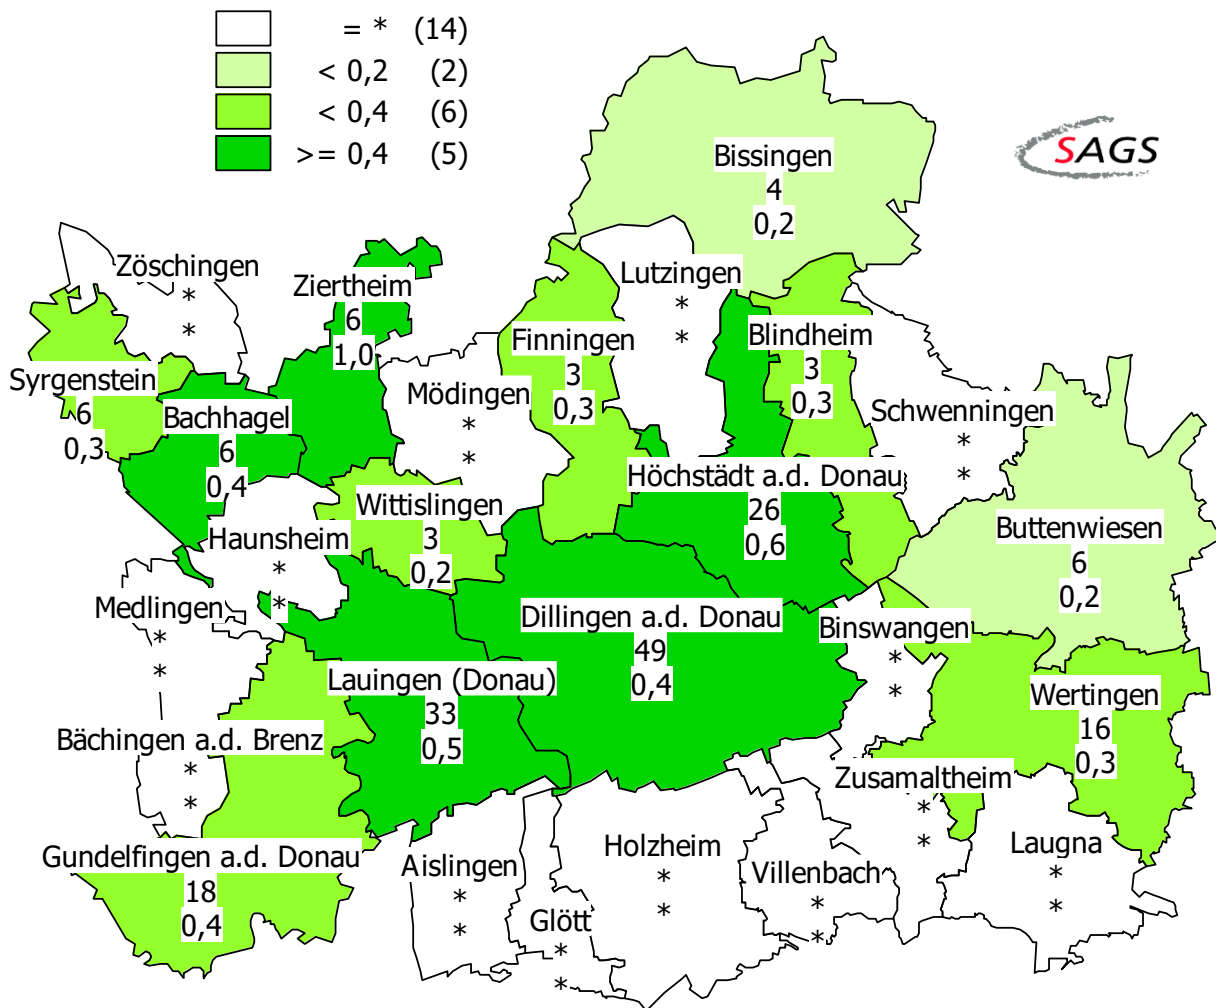 = * (14)
< 0,2 (2)
< 0,4 (6)
>= 0,4 (5)
SAGS
Bissingen
4
0,2
Zöschingen
*
*
Ziertheim
6
1,0
Lutzingen
*
*
Finningen
3
0,3
Blindheim
3
0,3
Syrgenstein
6
0,3
Mödingen
*
*
Bachhagel
6
0,4
Schwenningen
*
*
Höchstädt a.d. Donau
26
0,6
Wittislingen
3
0,2
Buttenwiesen
6
0,2
Haunsheim
*
*
Medlingen
*
*
Dillingen a.d. Donau
49
0,4
Binswangen
*
*
Lauingen (Donau)
33
0,5
Wertingen
16
0,3
Bächingen a.d. Brenz
*
*
Zusamaltheim
*
*
Gundelfingen a.d. Donau
18
0,4
Aislingen
*
*
Holzheim
*
*
Villenbach
*
*
Laugna
*
*
Glött
*
*